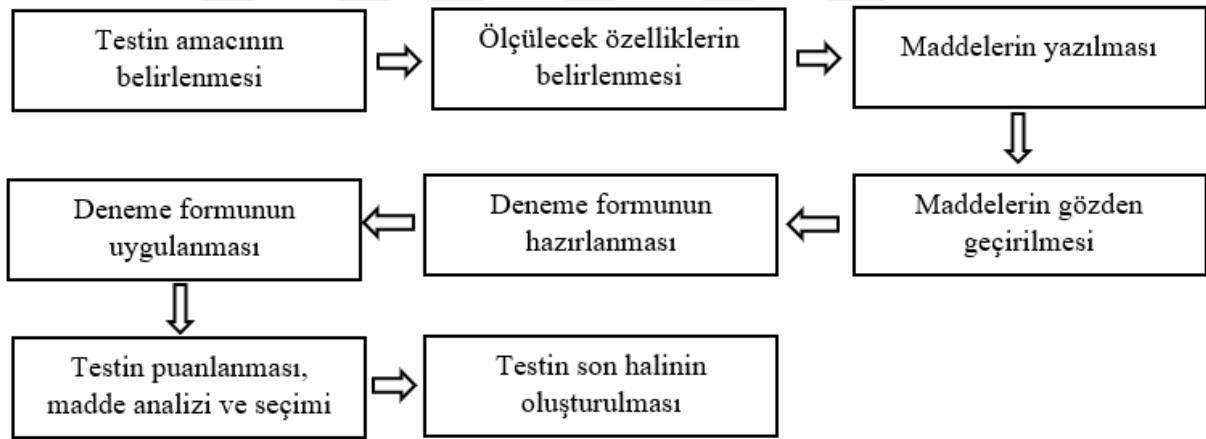 Testin amacının
belirlenmesi
Ölçülecek özelliklerin
belirlenmesi
Maddelerin yazılması
Maddelerin gözden
geçirilmesi
Deneme formunun
hazırlanması
Deneme formunun
uygulanması
Testin puanlanması,
madde analizi ve seçimi
Testin son halinin
oluşturulması